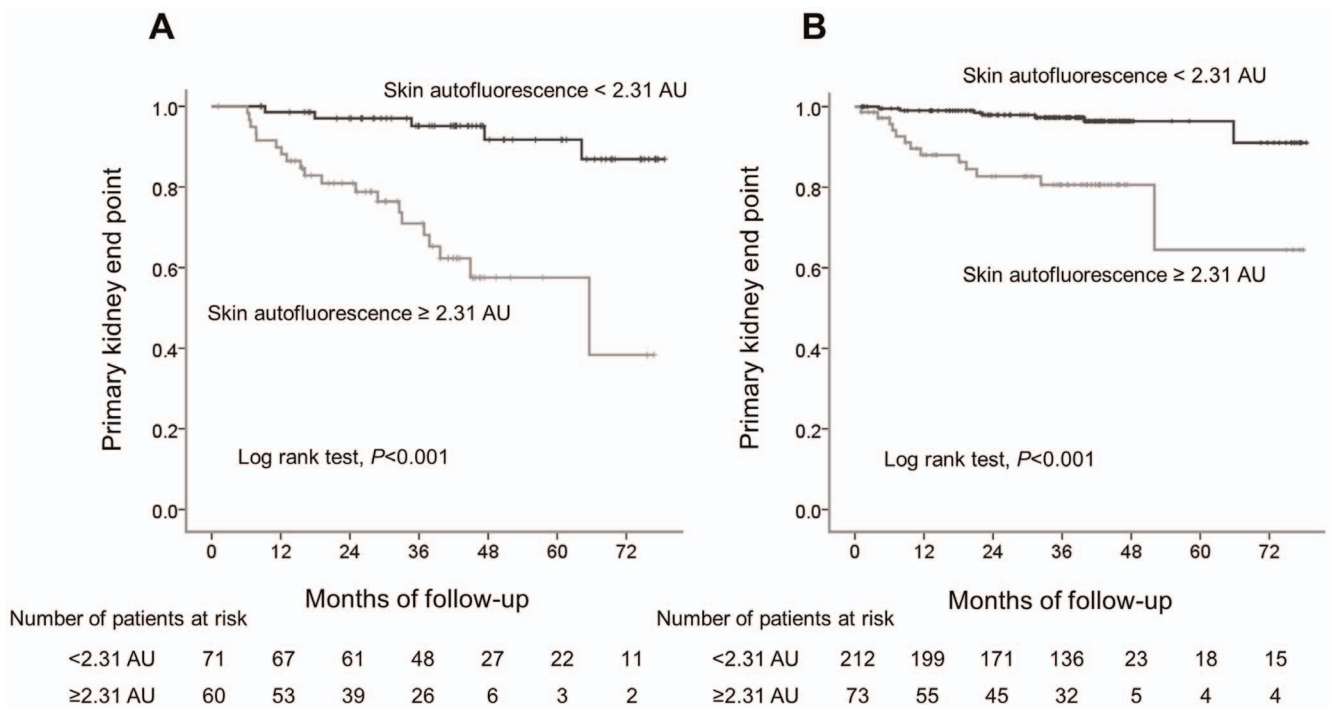 A
B
Skin autofluorescence < 2.31 AU
Skin autofluorescence < 2.31 AU
Primary kidney end point
1.0
0.8
0.6
0.4
0.2
0.0
Skin autofluorescence ≥ 2.31 AU
Log rank test, P<0.001
0 12 24 36 48 60 72
Months of follow-up
Primary kidney end point
1.0
0.8
0.6
0.4
0.2
0.0
Skin autofluorescence ≥ 2.31 AU
Log rank test, P<0.001
0 12 24 36 48 60 72
Months of follow-up
Number of patients at risk
<2.31 AU 71 67 61 48 27 22 11
≥2.31 AU 60 53 39 26 6 3 2
Number of patients at risk
<2.31 AU 212 199 171 136 23 18 15
≥2.31 AU 73 55 45 32 5 4 4